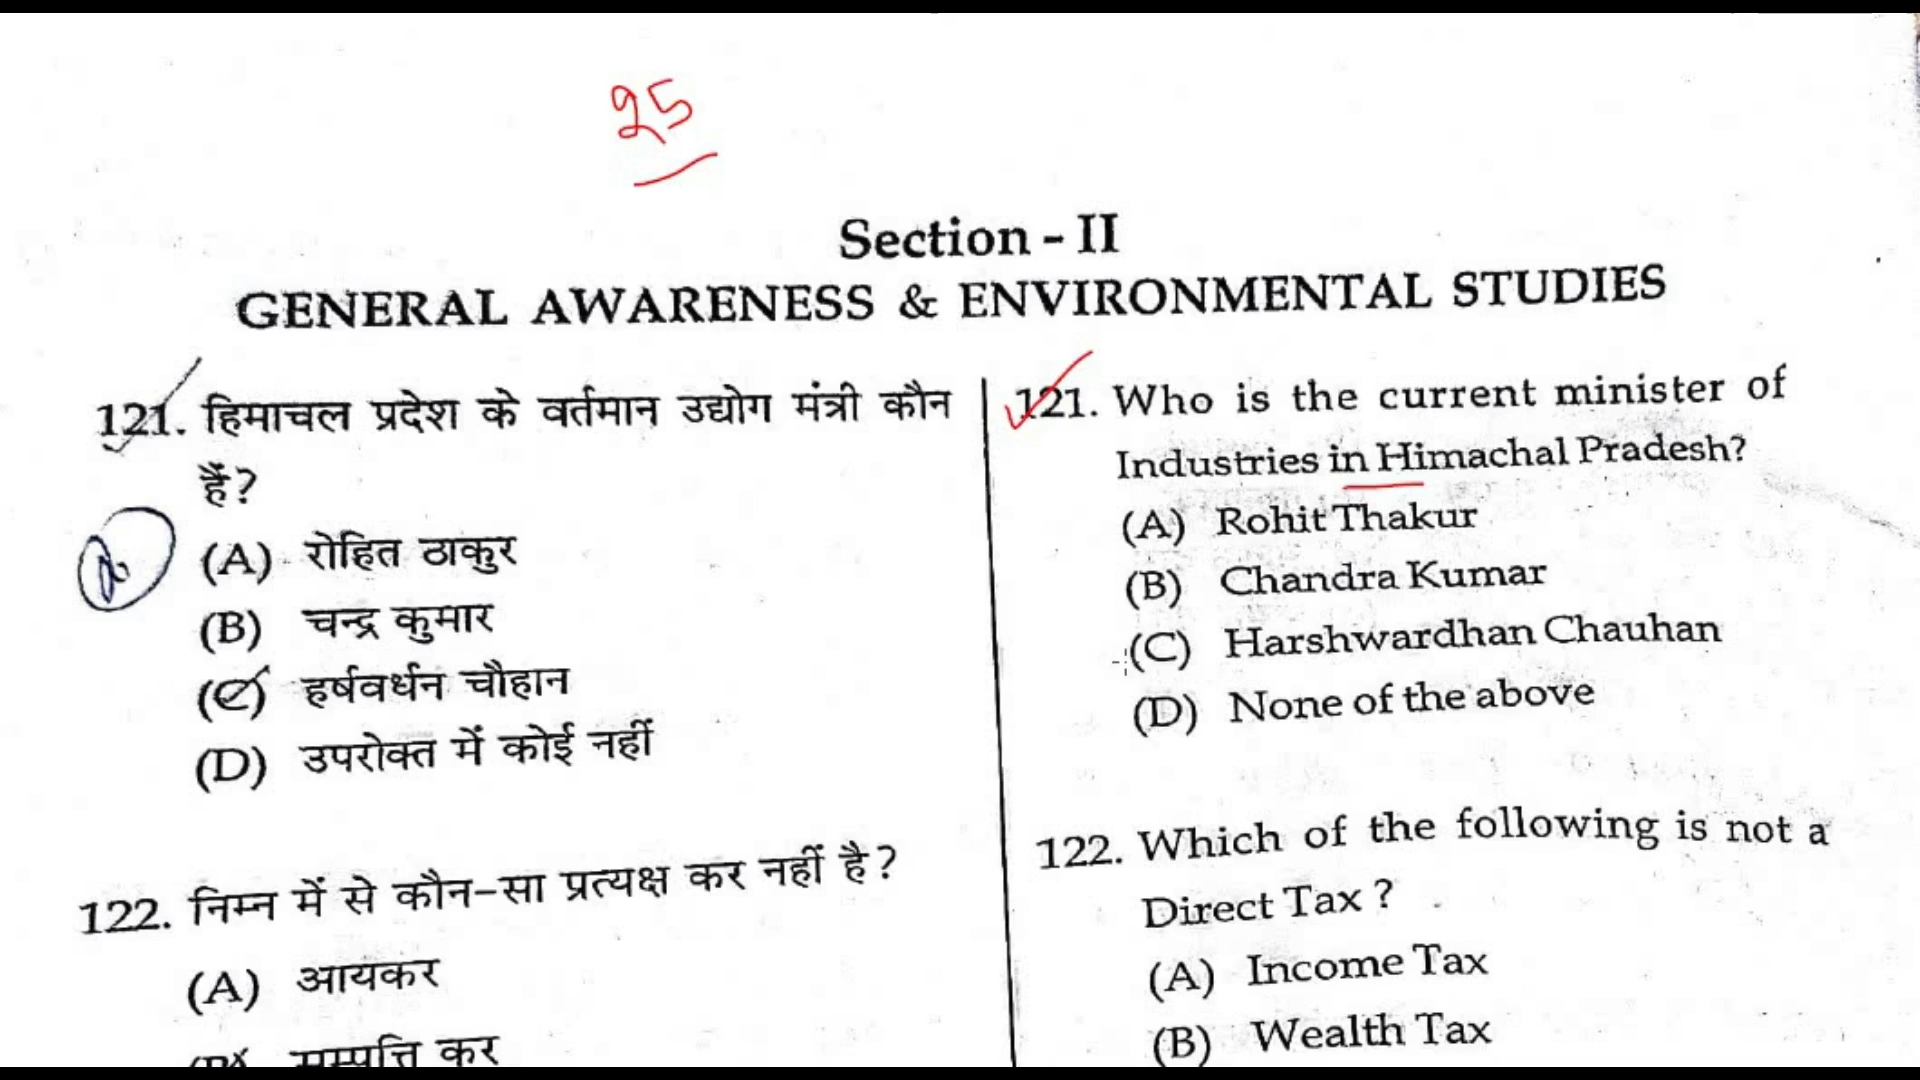 25
Section - II
GENERAL AWARENESS & ENVIRONMENTAL STUDIES
121. हिमाचल प्रदेश के वर्तमान उद्योग मंत्री कौन
हैं?
(A) रोहित ठाकुर
(B) चन्द्र कुमार
(C) हर्षवर्धन चौहान
(D) उपरोक्त में कोई नहीं
122. निम्न में से कौन-सा प्रत्यक्ष कर नहीं है?
(A) आयकर
(B) सम्पत्ति कर
121. Who is the current minister of
Industries in Himachal Pradesh?
(A) Rohit Thakur
(B) Chandra Kumar
(C) Harshwardhan Chauhan
(D) None of the above
122. Which of the following is not a
Direct Tax ?
(A) Income Tax
(B) Wealth Tax